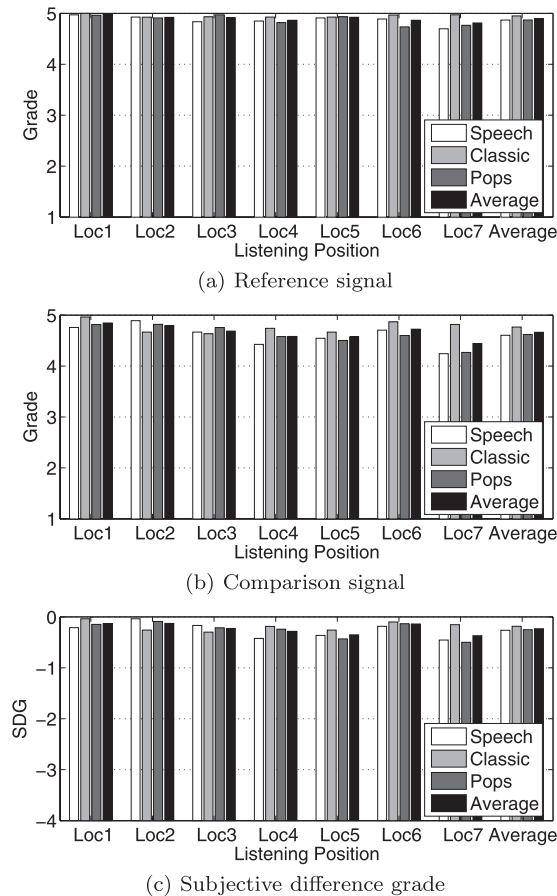 5
4
3
2
1
Grade
Speech
Classic
Pops
Average
Loc1 Loc2 Loc3 Loc4 Loc5 Loc6 Loc7 Average
Listening Position
(a) Reference signal
5
4
3
2
1
Grade
Speech
Classic
Pops
Average
Loc1 Loc2 Loc3 Loc4 Loc5 Loc6 Loc7 Average
Listening Position
(b) Comparison signal
0
−1
−2
−3
−4
SDG
Speech
Classic
Pops
Average
Loc1 Loc2 Loc3 Loc4 Loc5 Loc6 Loc7 Average
Listening Position
(c) Subjective difference grade